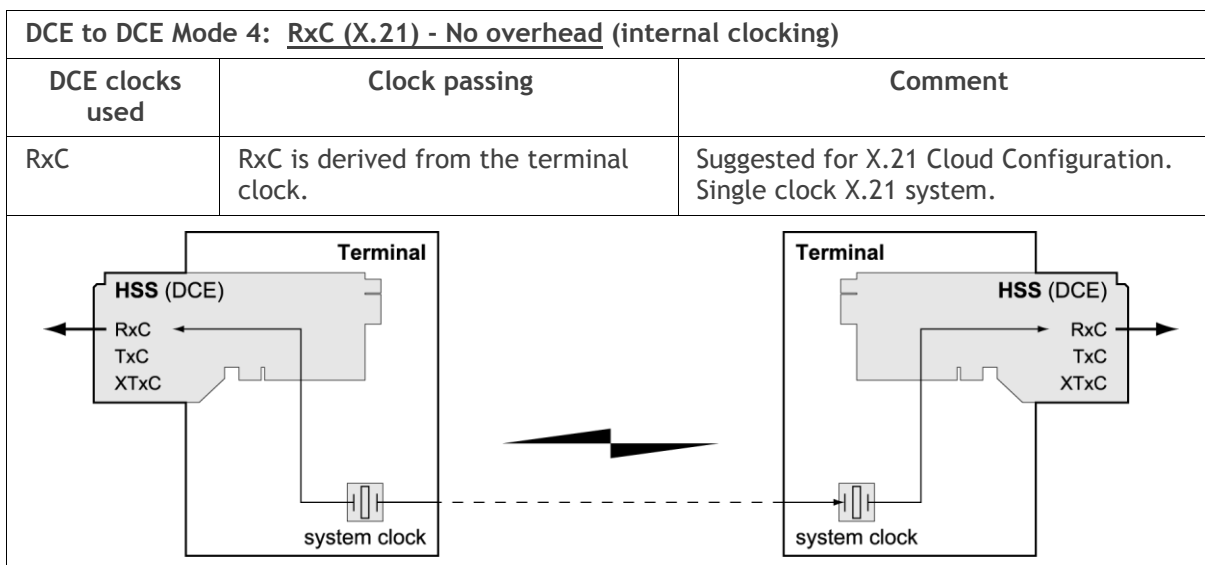 DCE to DCE Mode 4: RxC (X.21) - No overhead (internal clocking)
DCE clocks
used
Clock passing
Comment
RxC
RxC is derived from the terminal
clock.
Suggested for X.21 Cloud Configuration.
Single clock X.21 system.
Terminal
HSS (DCE)
RxC
TxC
XTxC
system clock
Terminal
HSS (DCE)
RxC
TxC
XTxC
system clock